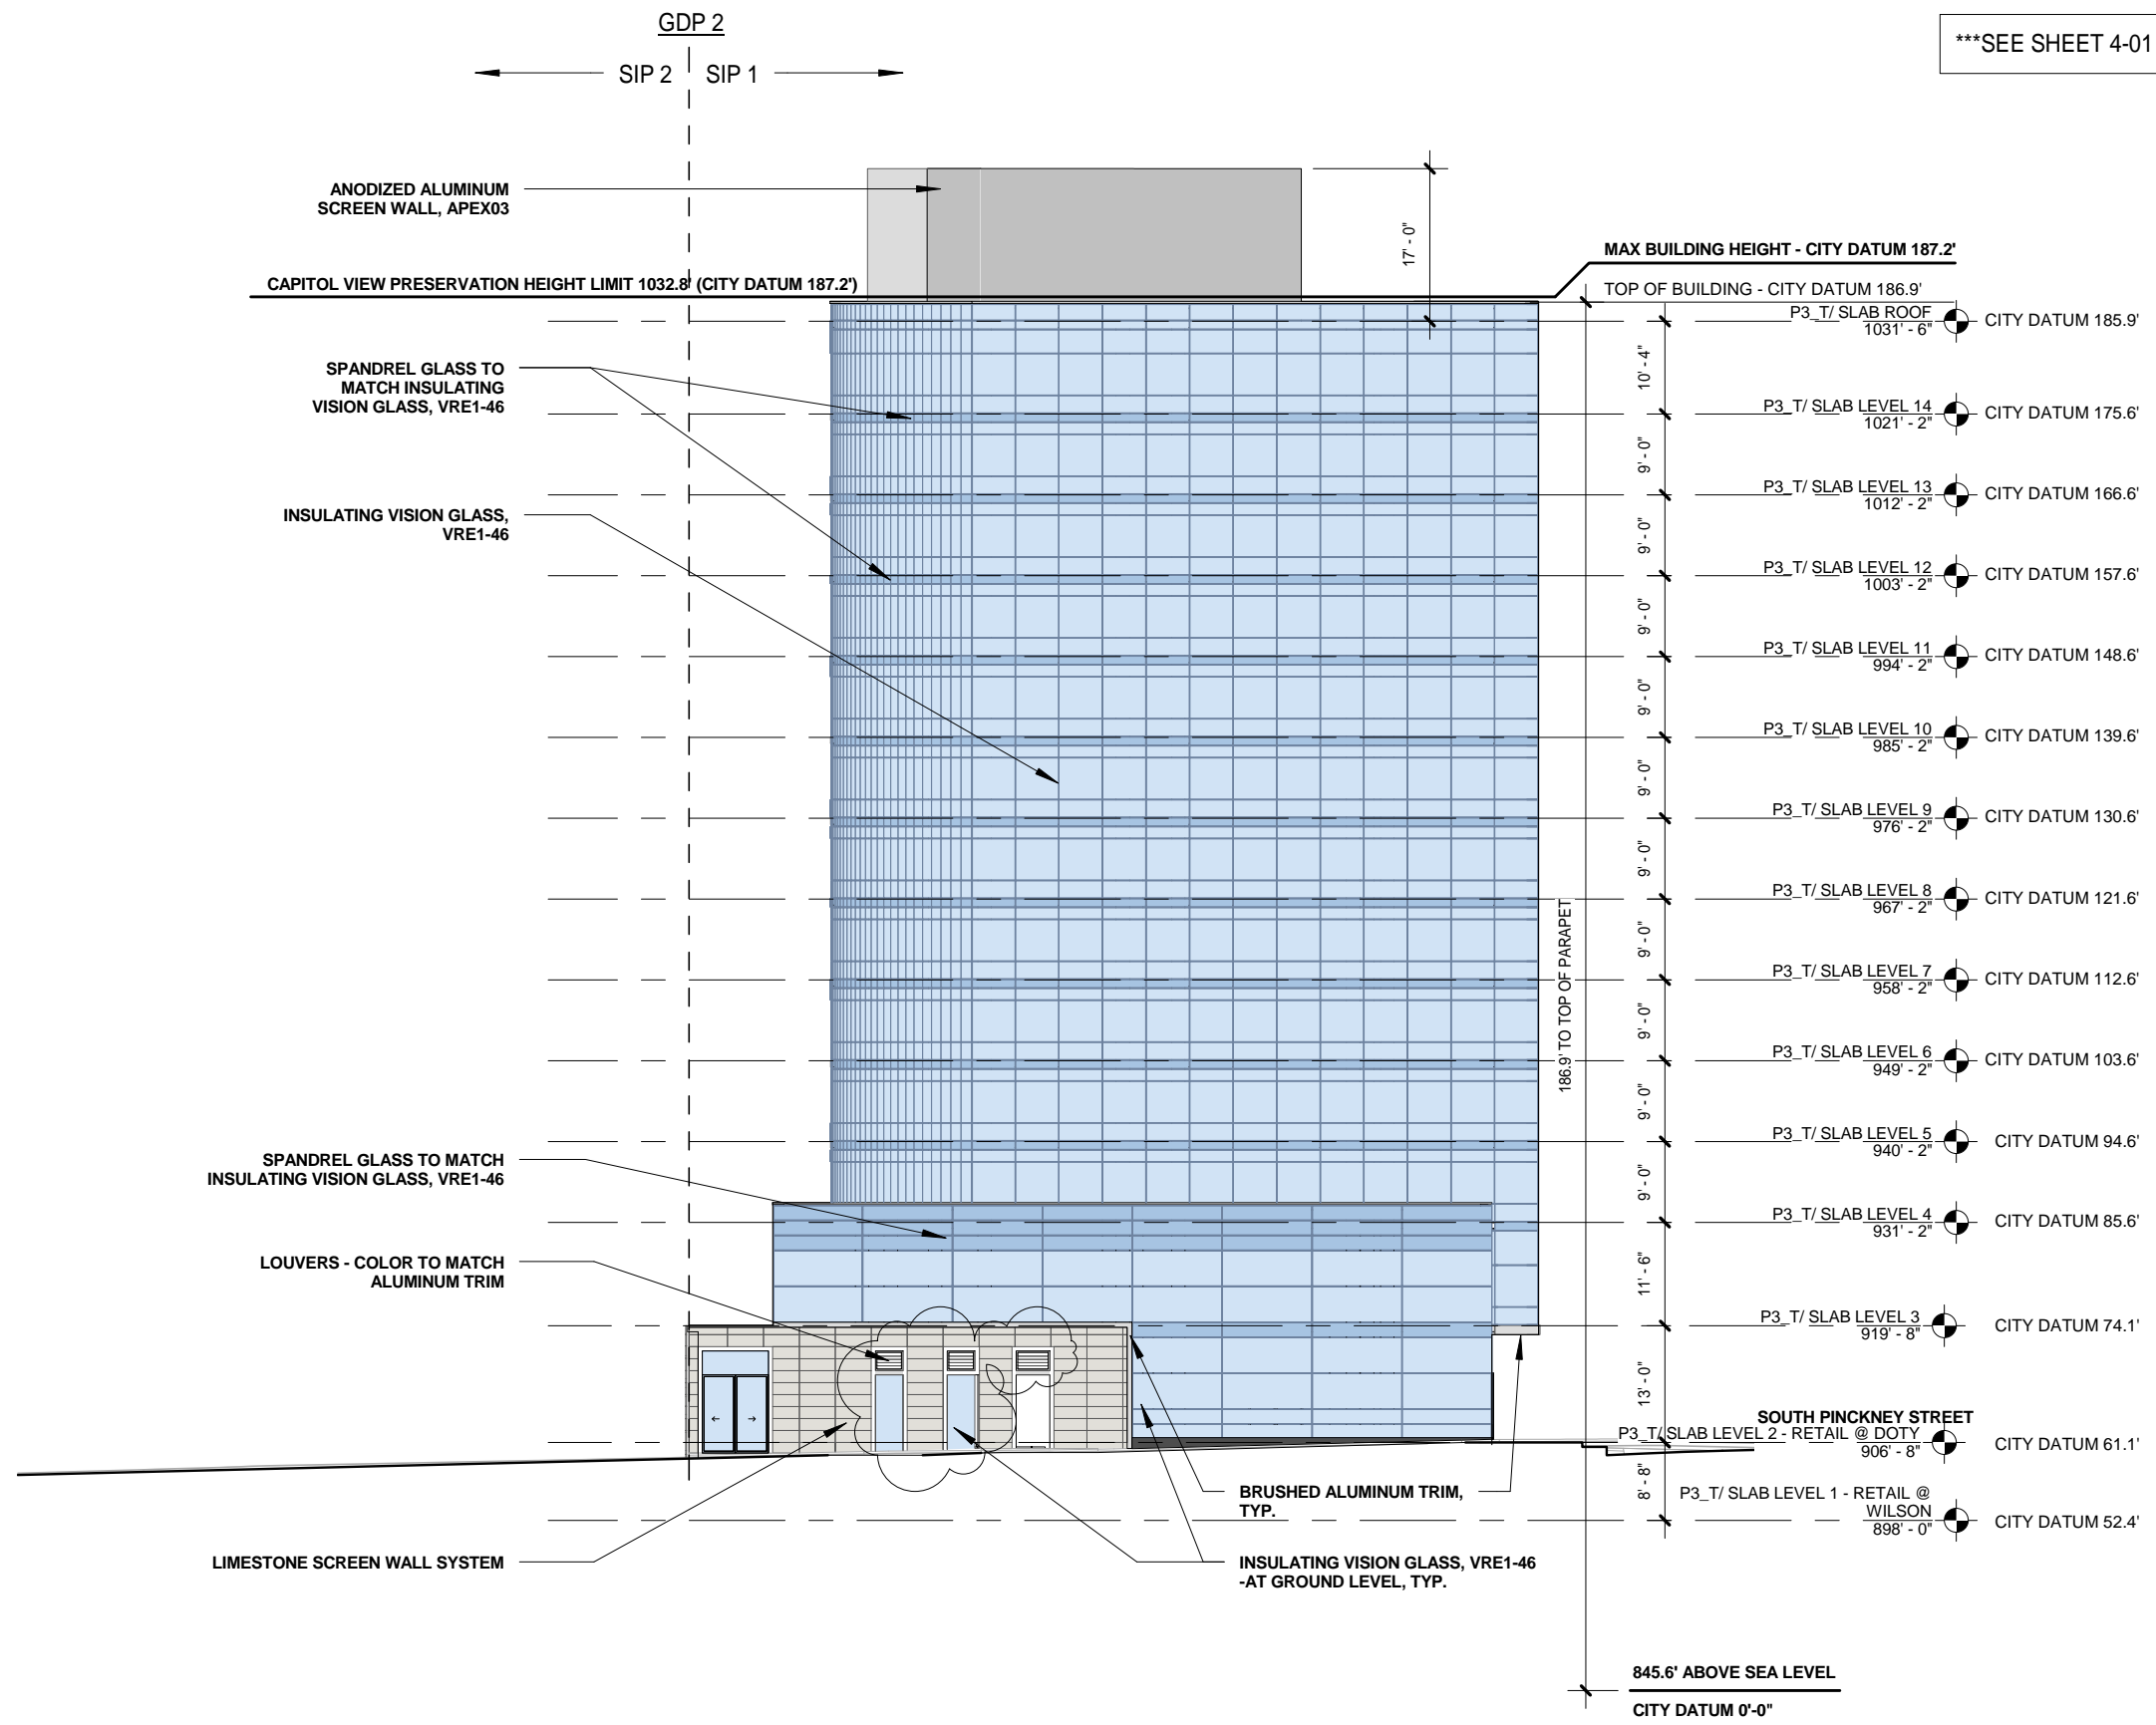 GDP 2
SIP 2
SIP 1
***SEE SHEET 4-01
ANODIZED ALUMINUM
SCREEN WALL, APEX03
17' - 0"
MAX BUILDING HEIGHT - CITY DATUM 187.2'
CAPITOL VIEW PRESERVATION HEIGHT LIMIT 1032.8' (CITY DATUM 187.2')
TOP OF BUILDING - CITY DATUM 186.9'
P3_T/ SLAB ROOF
1031' - 6"
CITY DATUM 185.9'
10' - 4"
SPANDREL GLASS TO
MATCH INSULATING
VISION GLASS, VRE1-46
P3_T/ SLAB LEVEL 14
1021' - 2"
CITY DATUM 175.6'
9' - 0"
P3_T/ SLAB LEVEL 13
1012' - 2"
CITY DATUM 166.6'
INSULATING VISION GLASS,
VRE1-46
9' - 0"
P3_T/ SLAB LEVEL 12
1003' - 2"
CITY DATUM 157.6'
9' - 0"
P3_T/ SLAB LEVEL 11
994' - 2"
CITY DATUM 148.6'
9' - 0"
P3_T/ SLAB LEVEL 10
985' - 2"
CITY DATUM 139.6'
9' - 0"
P3_T/ SLAB LEVEL 9
976' - 2"
CITY DATUM 130.6'
9' - 0"
P3_T/ SLAB LEVEL 8
967' - 2"
CITY DATUM 121.6'
186.9' TO TOP OF PARAPET
9' - 0"
P3_T/ SLAB LEVEL 7
958' - 2"
CITY DATUM 112.6'
9' - 0"
P3_T/ SLAB LEVEL 6
949' - 2"
CITY DATUM 103.6'
9' - 0"
P3_T/ SLAB LEVEL 5
940' - 2"
CITY DATUM 94.6'
SPANDREL GLASS TO MATCH
INSULATING VISION GLASS, VRE1-46
9' - 0"
P3_T/ SLAB LEVEL 4
931' - 2"
CITY DATUM 85.6'
LOUVERS - COLOR TO MATCH
ALUMINUM TRIM
11' - 6"
P3_T/ SLAB LEVEL 3
919' - 8"
CITY DATUM 74.1'
13' - 0"
SOUTH PINCKNEY STREET
P3_T/ SLAB LEVEL 2 - RETAIL @ DOTY
906' - 8"
CITY DATUM 61.1'
8' - 8"
P3_T/ SLAB LEVEL 1 - RETAIL @
WILSON
898' - 0"
CITY DATUM 52.4'
BRUSHED ALUMINUM TRIM,
TYP.
LIMESTONE SCREEN WALL SYSTEM
INSULATING VISION GLASS, VRE1-46
-AT GROUND LEVEL, TYP.
845.6' ABOVE SEA LEVEL
CITY DATUM 0'-0"